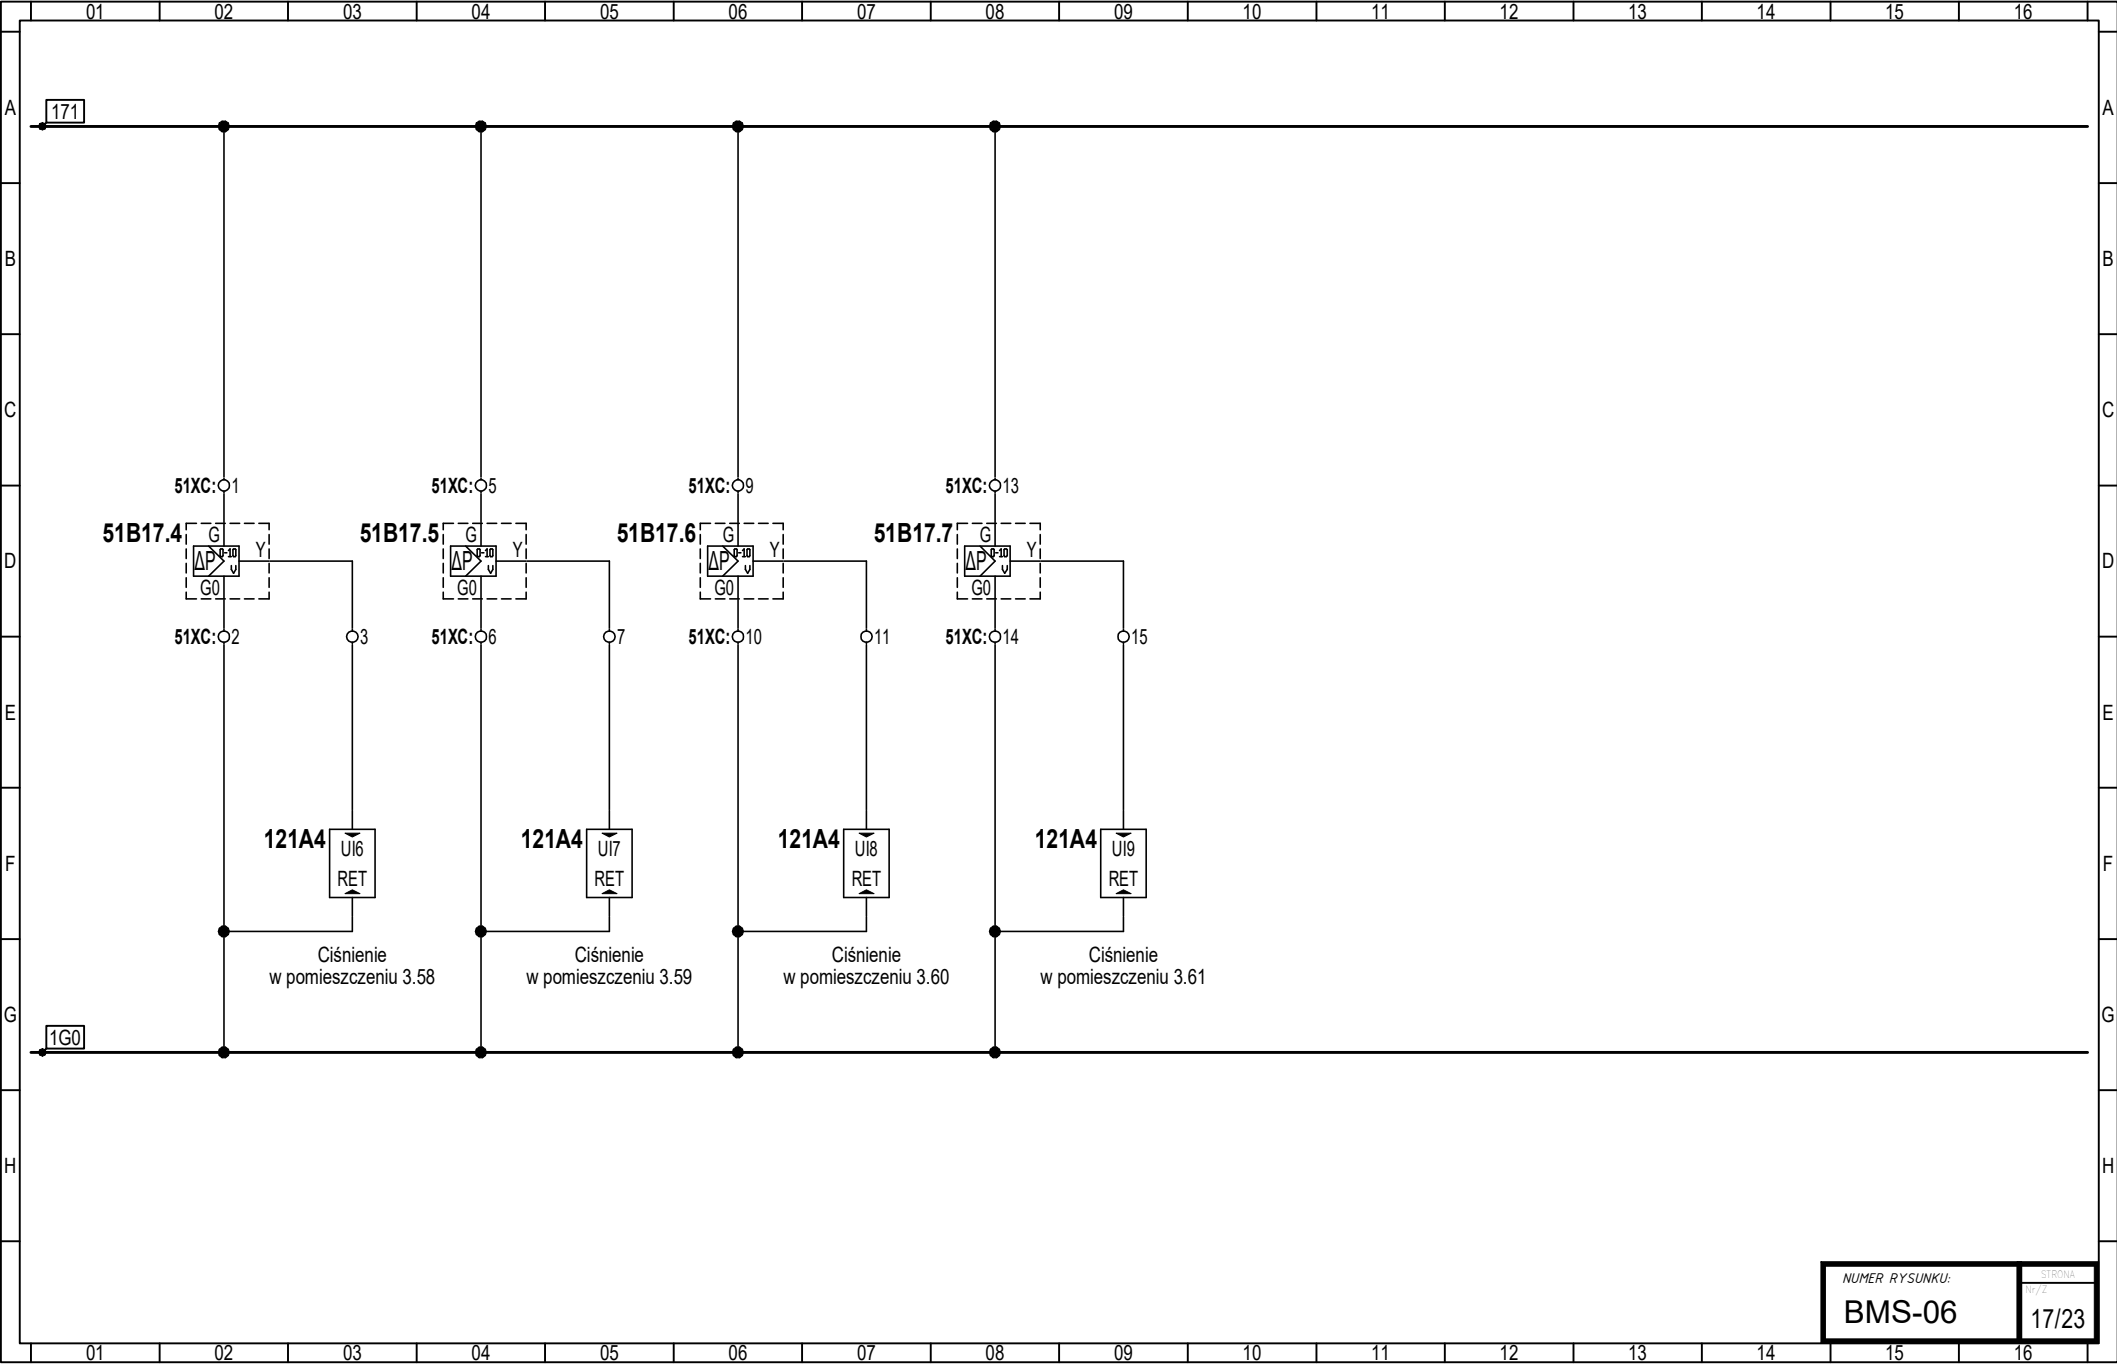 01 02 03 04 05 06 07 08 09 10 11 12 13 14 15 16
A A
171
B B
C C
51XC: 1 51XC: 5 51XC: 9 51XC: 13
51B17.4 G Y 51B17.5 G Y 51B17.6 G Y 51B17.7 G Y
D ΔP 0-10 V ΔP 0-10 V ΔP 0-10 V ΔP 0-10 V D
G0 G0 G0 G0
51XC: 2 3 51XC: 6 7 51XC: 10 11 51XC: 14 15
E E
121A4 UI6 121A4 UI7 121A4 UI8 121A4 UI9
F RET RET RET RET F
Ciśnienie Ciśnienie Ciśnienie Ciśnienie
w pomieszczeniu 3.58 w pomieszczeniu 3.59 w pomieszczeniu 3.60 w pomieszczeniu 3.61
G G
1G0
H H
NUMER RYSUNKU: STRONA
Nr/Z
BMS-06 17/23
01 02 03 04 05 06 07 08 09 10 11 12 13 14 15 16